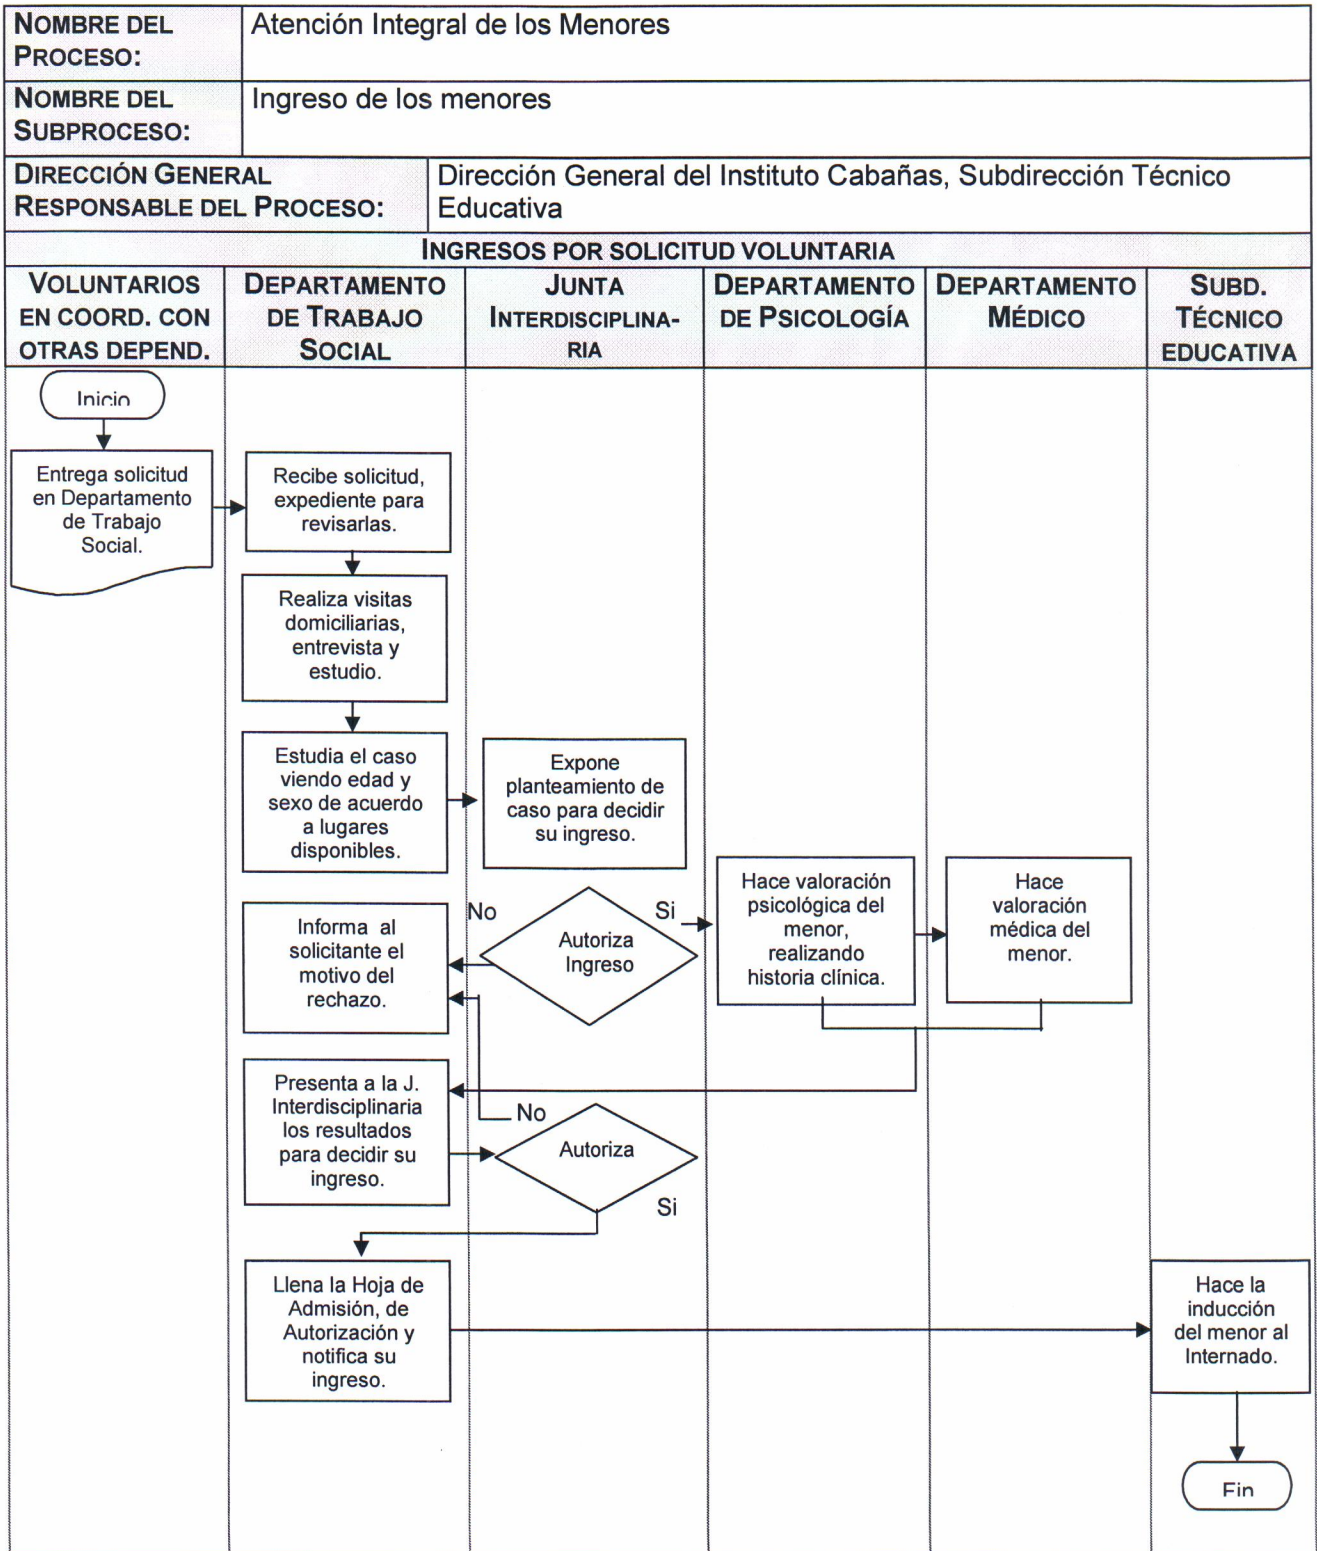 NOMBRE DEL
PROCESO:
Atención Integral de los Menores
NOMBRE DEL
SUBPROCESO:
Ingreso de los menores
DIRECCIÓN GENERAL
RESPONSABLE DEL PROCESO:
Dirección General del Instituto Cabañas, Subdirección Técnico
Educativa
INGRESOS POR SOLICITUD VOLUNTARIA
VOLUNTARIOS
EN COORD. CON
OTRAS DEPEND.
DEPARTAMENTO
DE TRABAJO
SOCIAL
JUNTA
INTERDISCIPLINA-
RIA
DEPARTAMENTO
DE PSICOLOGÍA
DEPARTAMENTO
MÉDICO
SUBD.
TÉCNICO
EDUCATIVA
Inicio
Entrega solicitud
en Departamento
de Trabajo
Social.
Recibe solicitud,
expediente para
revisarlas.
Realiza visitas
domiciliarias,
entrevista y
estudio.
Estudia el caso
viendo edad y
sexo de acuerdo
a lugares
disponibles.
Expone
planteamiento de
caso para decidir
su ingreso.
No
Autoriza
Ingreso
Si
Hace valoración
psicológica del
menor,
realizando
historia clínica.
Hace
valoración
médica del
menor.
Informa al
solicitante el
motivo del
rechazo.
Presenta a la J.
Interdisciplinaria
los resultados
para decidir su
ingreso.
No
Autoriza
Si
Llena la Hoja de
Admisión, de
Autorización y
notifica su
ingreso.
Hace la
inducción
del menor al
Internado.
Fin